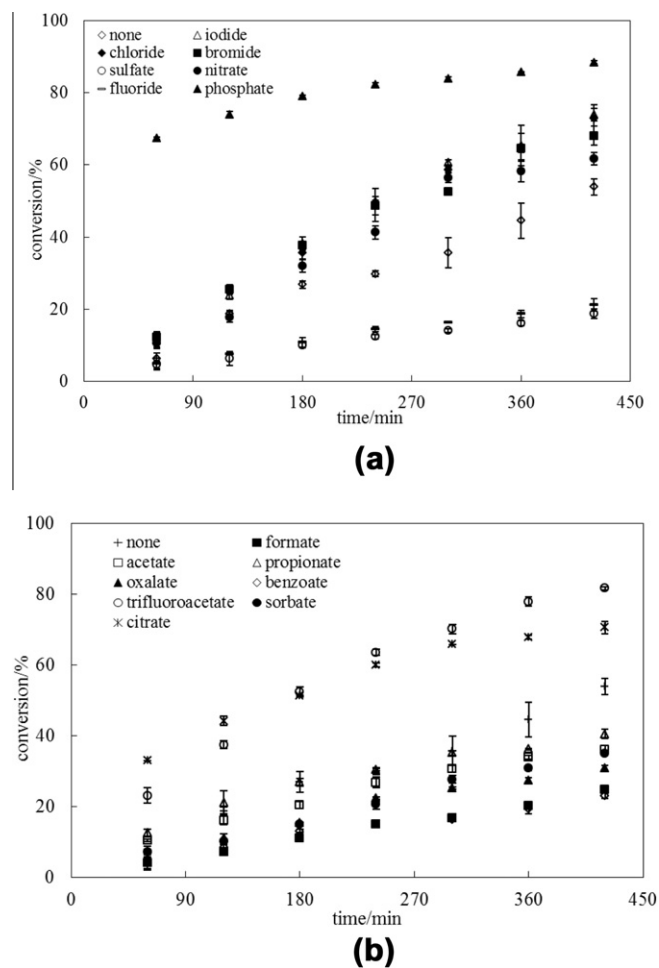 100
80
60
40
20
0
conversion/%
none iodide
chloride bromide
sulfate nitrate
fluoride phosphate
0 90 180 270 360 450
time/min
(a)
100
80
60
40
20
0
conversion/%
none formate
acetate propionate
oxalate benzoate
trifluoroacetate sorbate
citrate
0 90 180 270 360 450
time/min
(b)